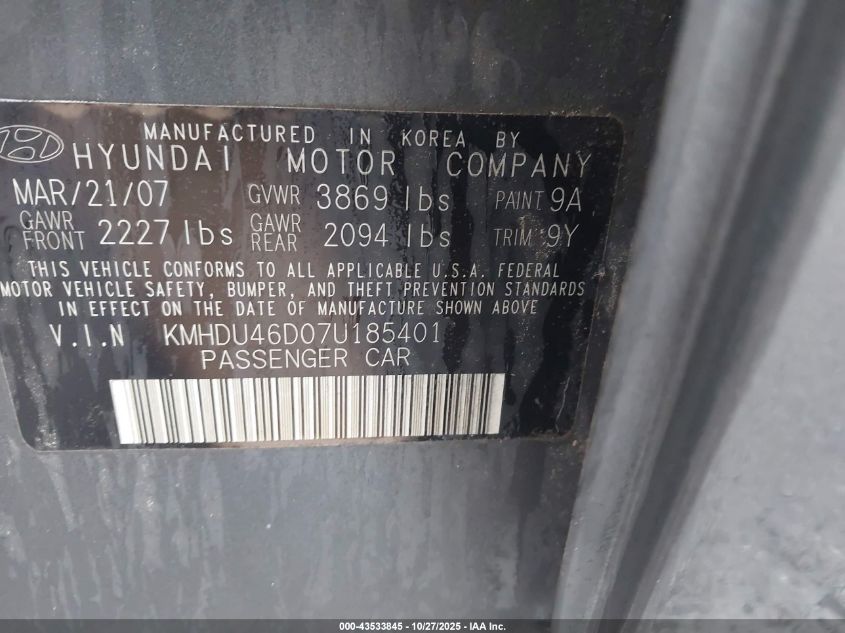 MANUFACTURED IN KOREA BY
HYUNDAI MOTOR COMPANY
MAR/21/07 GVWR 3869 lbs PAINT 9A
GAWR FRONT 2227 lbs GAWR REAR 2094 lbs TRIM 9Y
THIS VEHICLE CONFORMS TO ALL APPLICABLE U.S.A. FEDERAL
MOTOR VEHICLE SAFETY, BUMPER, AND THEFT PREVENTION STANDARDS
IN EFFECT ON THE DATE OF MANUFACTURE SHOWN ABOVE
V.I.N KMHDU46D07U185401
PASSENGER CAR
000-43533845 - 10/27/2025 - IAA Inc.